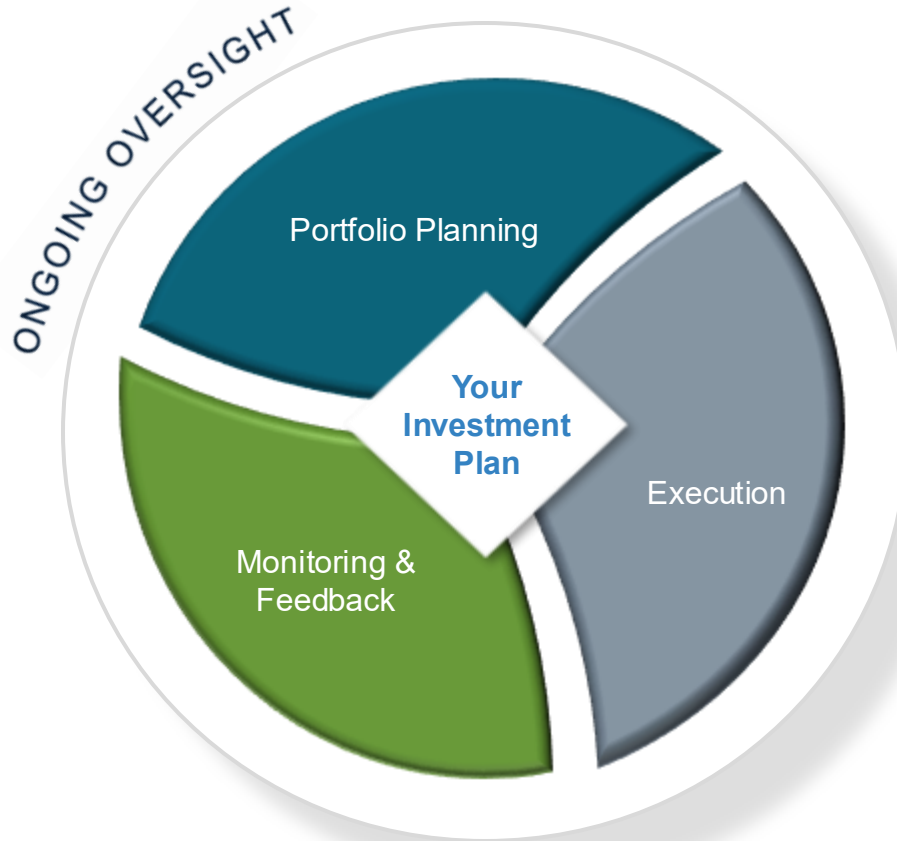 ONGOING OVERSIGHT
Portfolio Planning
Your
Investment
Plan
Execution
Monitoring &
Feedback